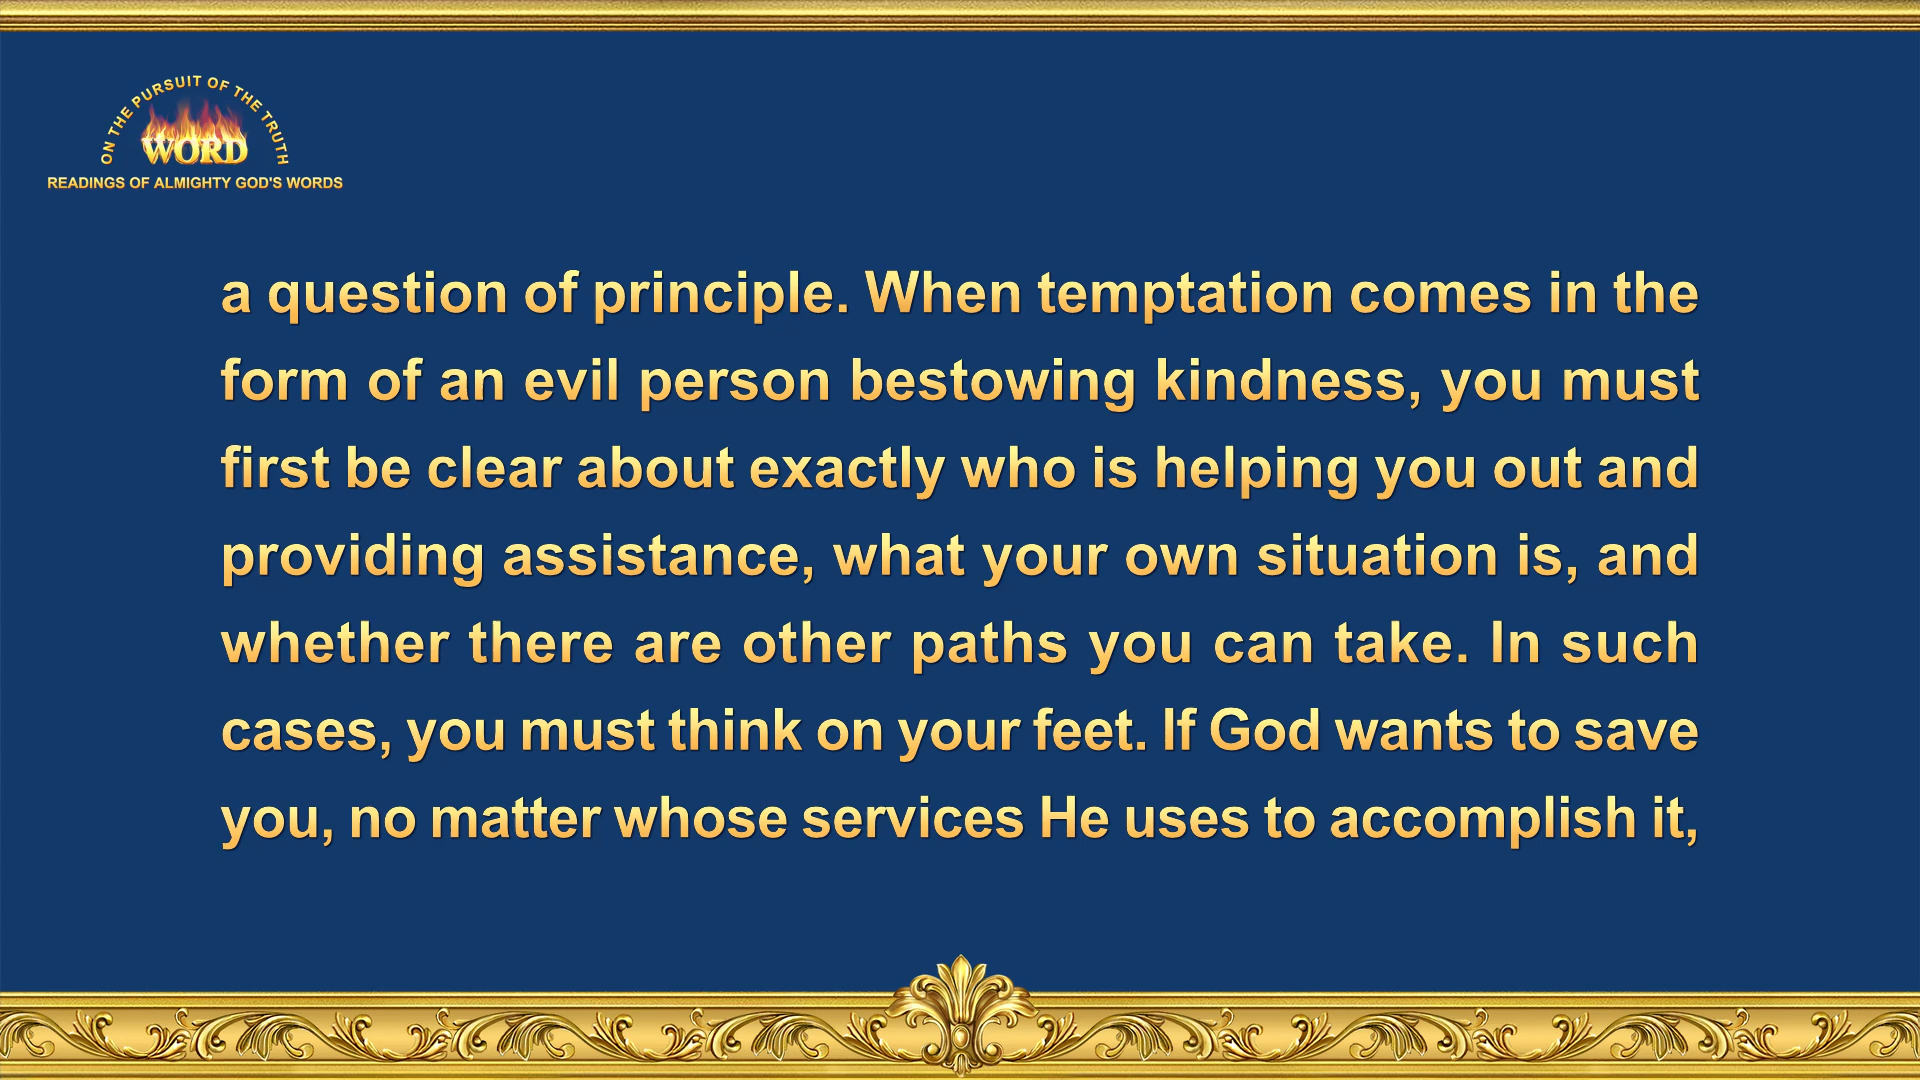 ON THE PURSUIT OF THE TRUTH
WORD
READINGS OF ALMIGHTY GOD'S WORDS
a question of principle. When temptation comes in the
form of an evil person bestowing kindness, you must
first be clear about exactly who is helping you out and
providing assistance, what your own situation is, and
whether there are other paths you can take. In such
cases, you must think on your feet. If God wants to save
you, no matter whose services He uses to accomplish it,